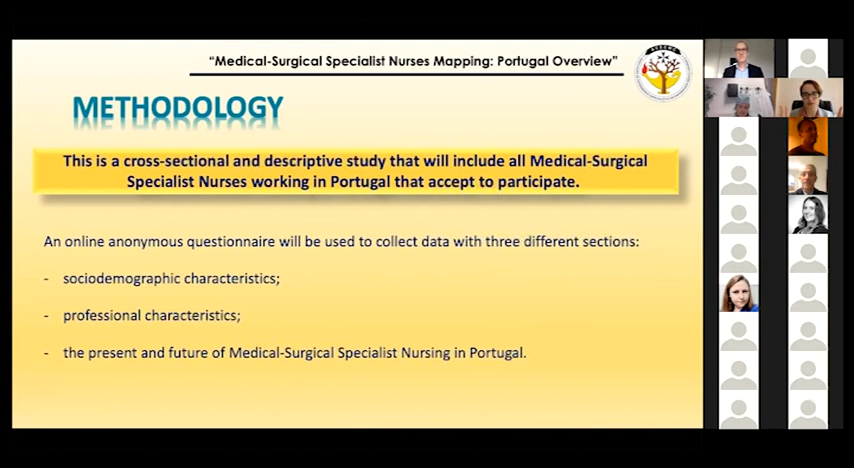 "Medical-Surgical Specialist Nurses Mapping: Portugal Overview"
METHODOLOGY
This is a cross-sectional and descriptive study that will include all Medical-Surgical
Specialist Nurses working in Portugal that accept to participate.
An online anonymous questionnaire will be used to collect data with three different sections:
- sociodemographic characteristics;
- professional characteristics;
- the present and future of Medical-Surgical Specialist Nursing in Portugal.